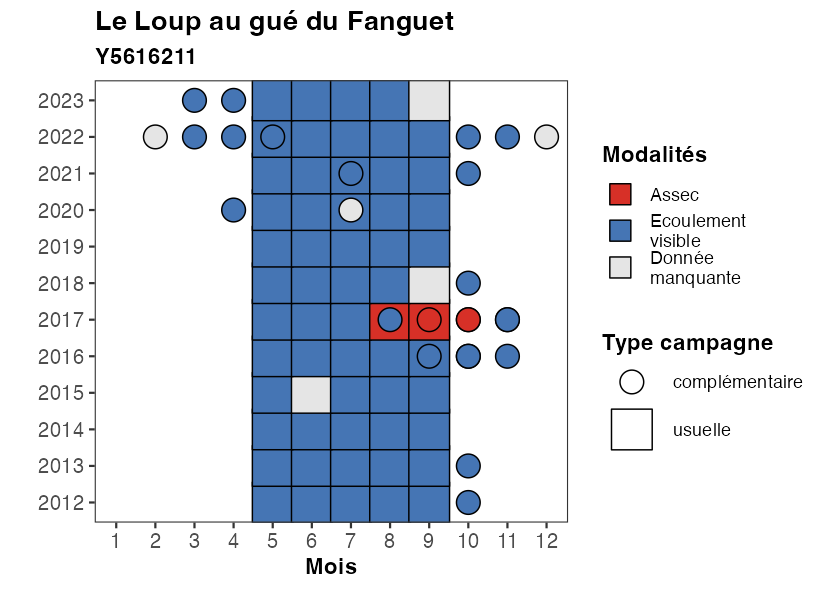 Le Loup au gué du Fanguet
Y5616211
2023
2022
2021
2020
2019
2018
2017
2016
2015
2014
2013
2012
1 2 3 4 5 6 7 8 9 10 11 12
Mois
Modalités
Assec
Ecoulement
visible
Donnée
manquante
Type campagne
complémentaire
usuelle